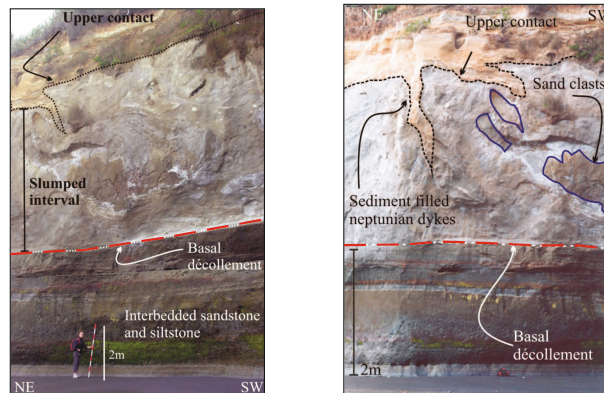 Upper contact
Slumped
interval
Basal
décollement
Interbedded sandstone
and siltstone
2m
NE
SW
NE
SW
Upper contact
Sand clasts
Sediment filled
neptunian dykes
Basal
décollement
2m